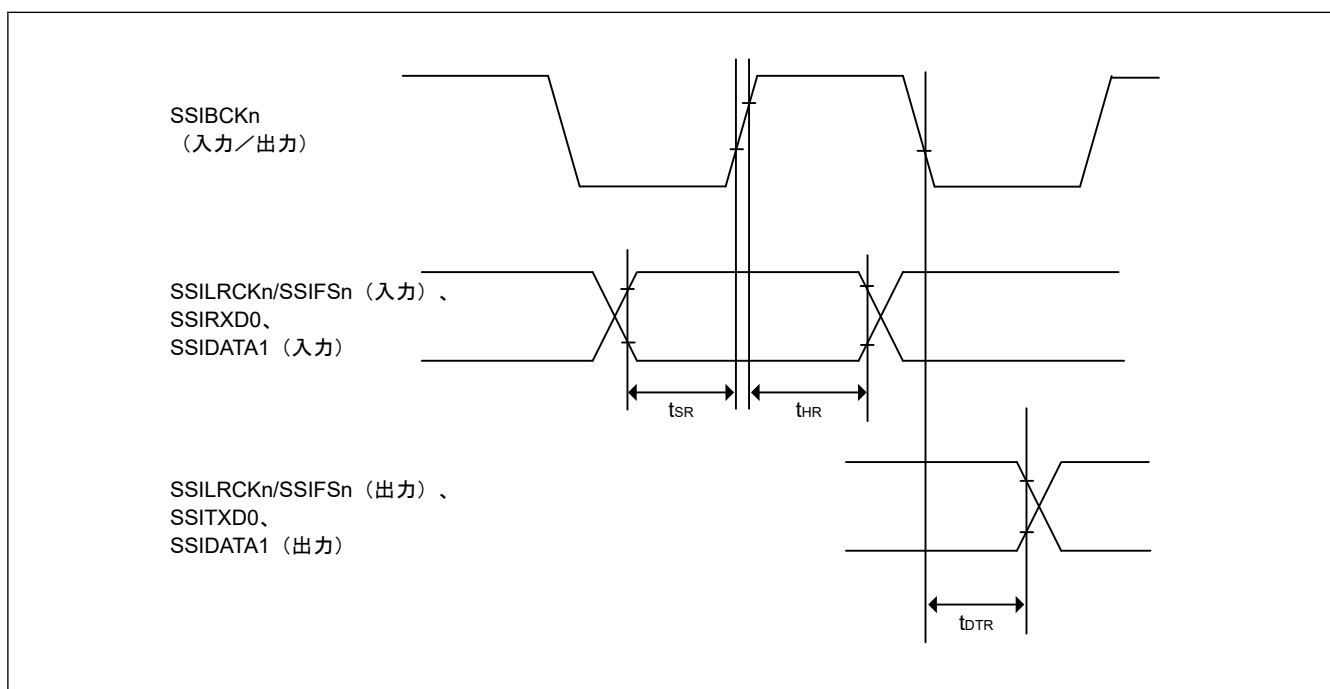 SSIBCKn
（入力／出力）
SSILRCKn/SSIFSn（入力）、
SSIRXD0、
SSIDATA1（入力）
tSR
tHR
SSILRCKn/SSIFSn（出力）、
SSITXD0、
SSIDATA1（出力）
tDTR